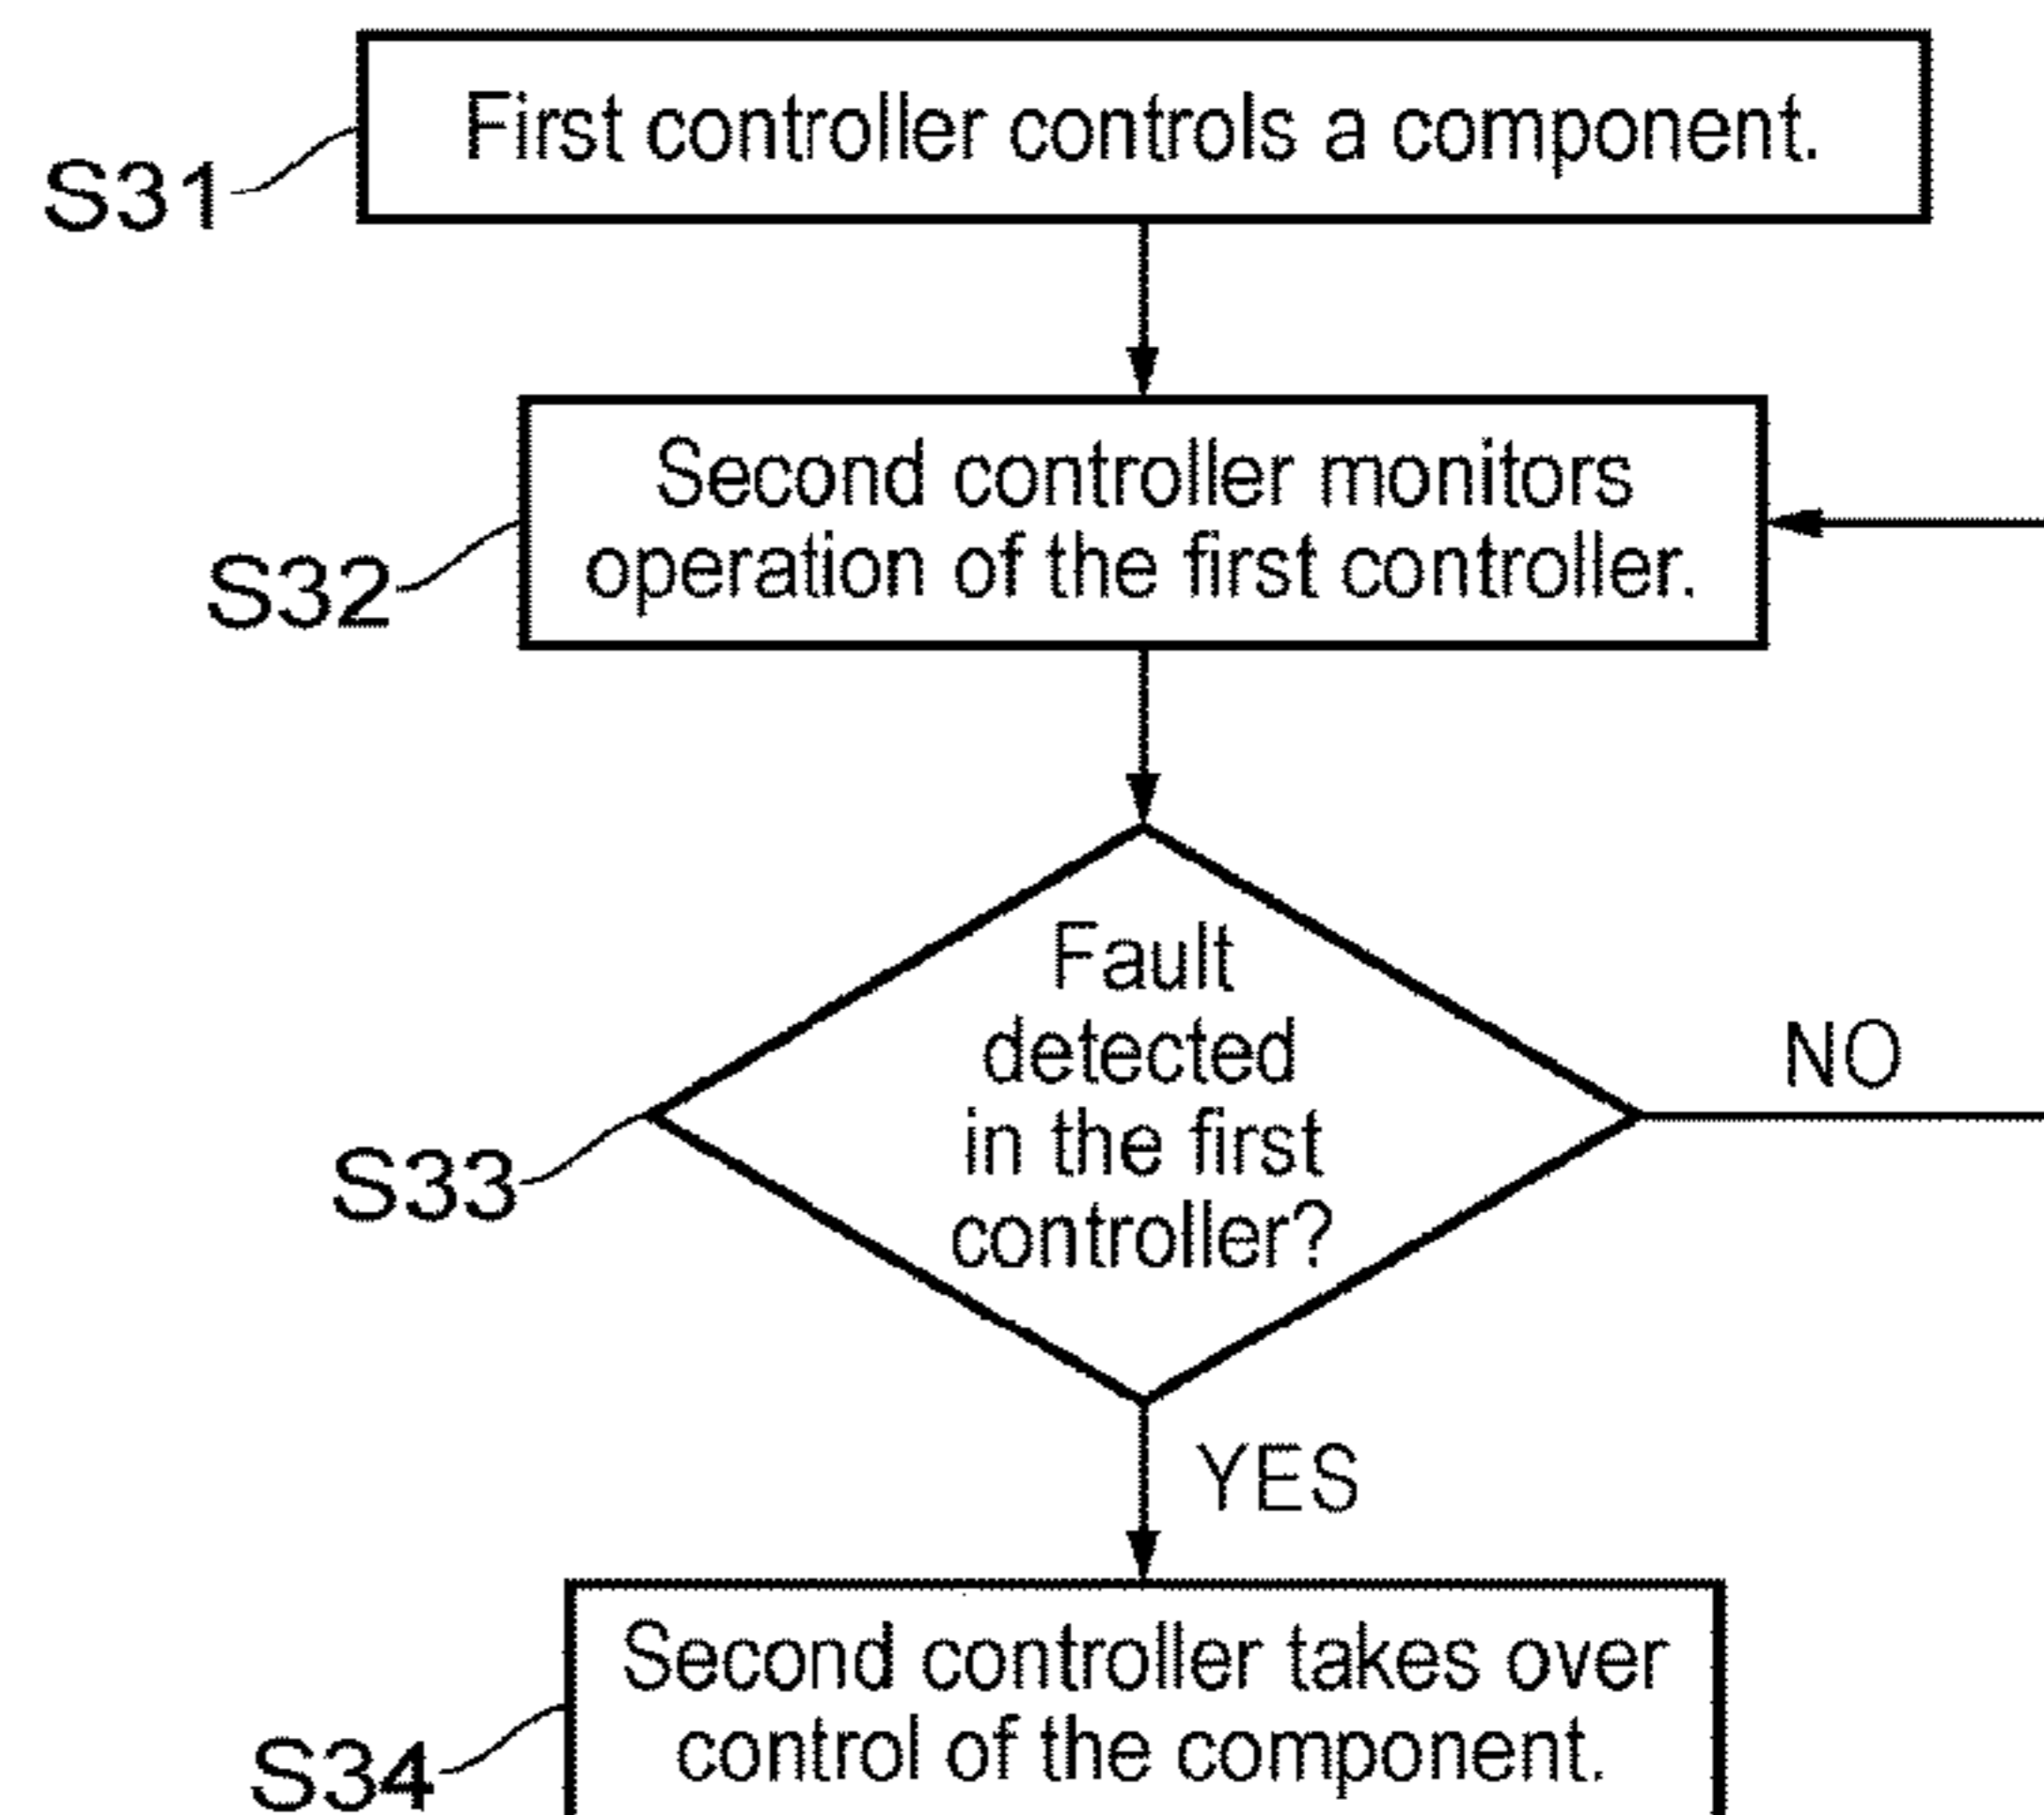 First controller controls a component.
S31
Second controller monitors
operation of the first controller.
S32
Fault
detected
in the first
controller?
NO
S33
YES
Second controller takes over
control of the component.
S34